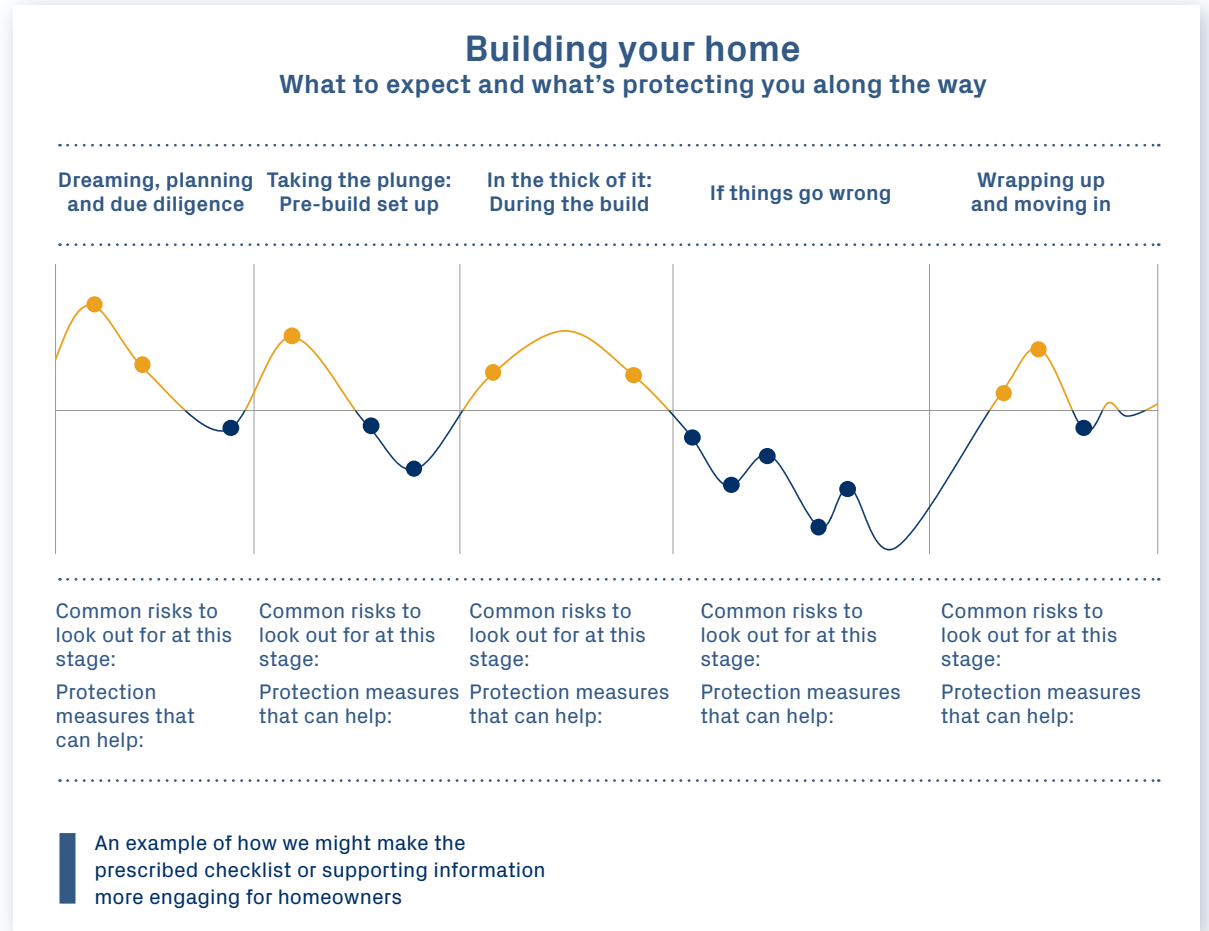 Building your home
What to expect and what’s protecting you along the way
Dreaming, planning
and due diligence
Taking the plunge:
Pre-build set up
In the thick of it:
During the build
If things go wrong
Wrapping up
and moving in
Common risks to
look out for at this
stage:
Protection
measures that
can help:
Common risks to
look out for at this
stage:
Protection measures
that can help:
Common risks to
look out for at this
stage:
Protection measures
that can help:
Common risks to
look out for at this
stage:
Protection measures
that can help:
Common risks to
look out for at this
stage:
Protection measures
that can help:
An example of how we might make the
prescribed checklist or supporting information
more engaging for homeowners